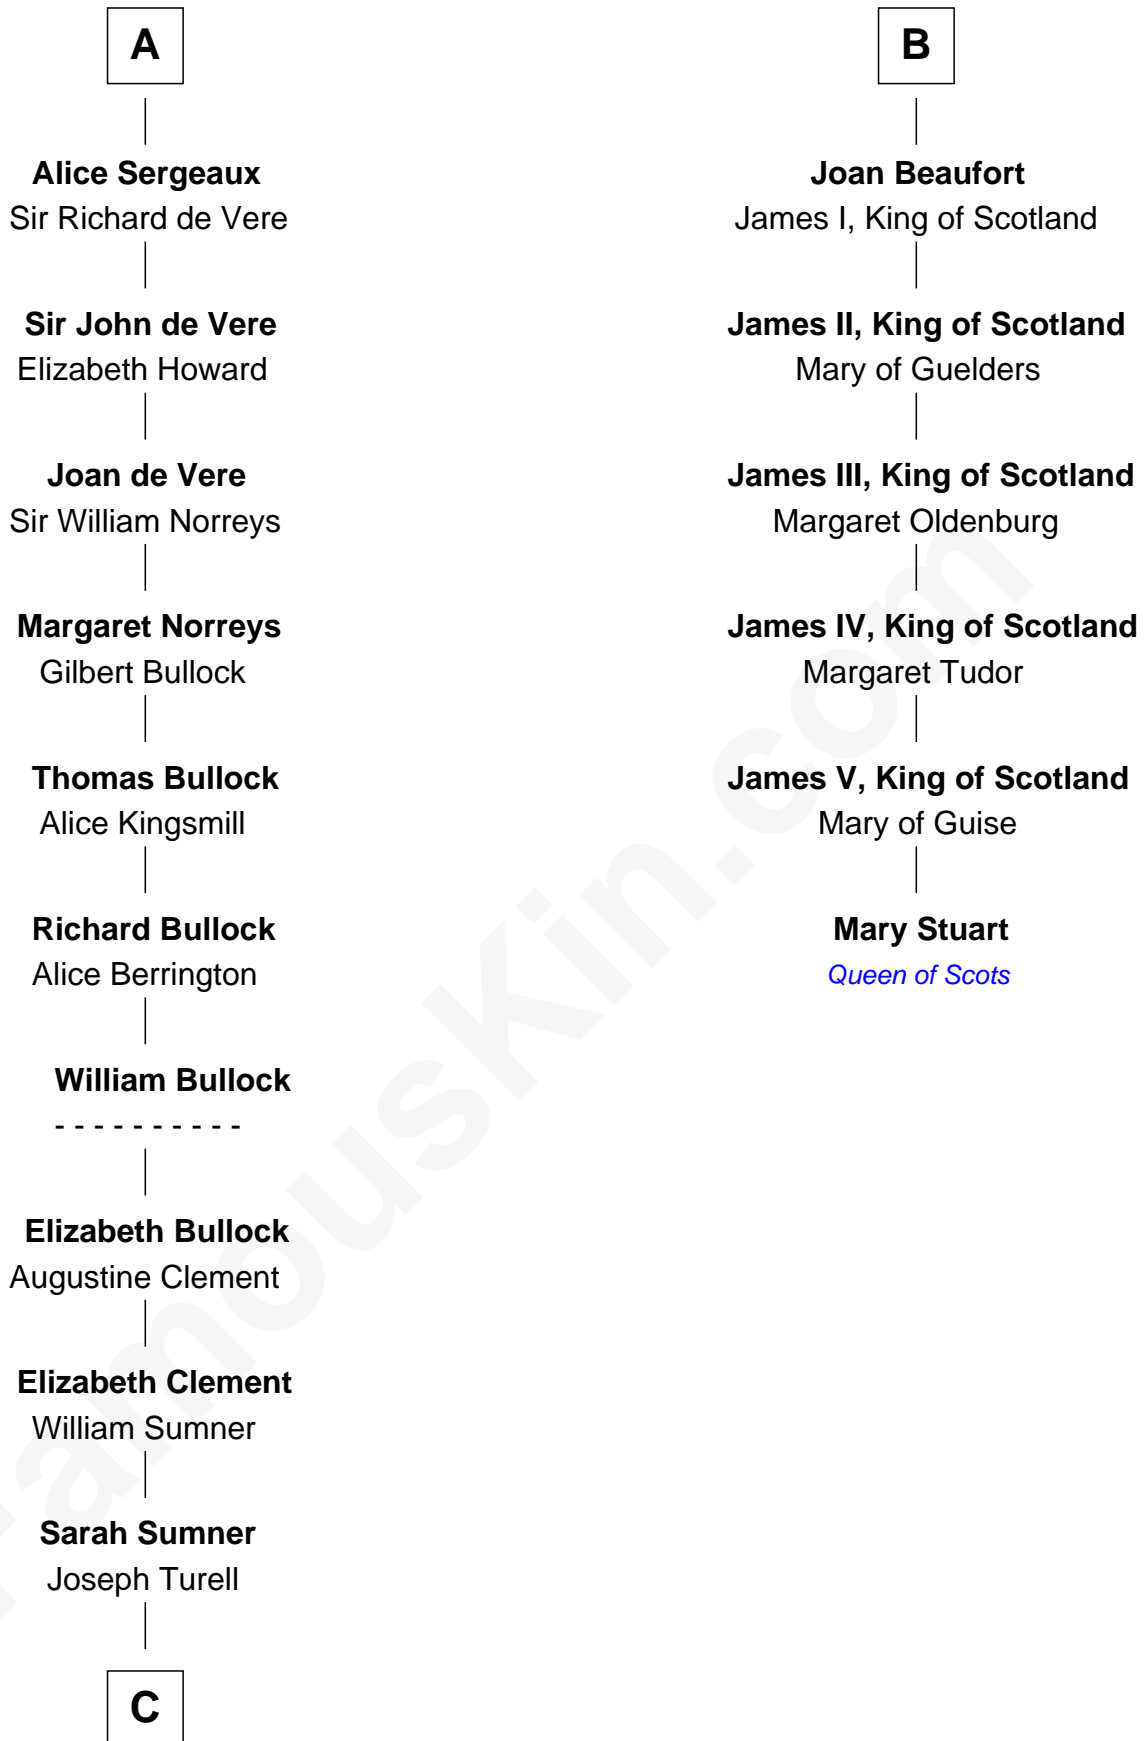 A
Alice Sergeaux
Sir Richard de Vere
Sir John de Vere
Elizabeth Howard
Joan de Vere
Sir William Norreys
Margaret Norreys
Gilbert Bullock
Thomas Bullock
Alice Kingsmill
Richard Bullock
Alice Berrington
William Bullock
- - - - - - - - - -
Elizabeth Bullock
Augustine Clement
Elizabeth Clement
William Sumner
Sarah Sumner
Joseph Turell
C
B
Joan Beaufort
James I, King of Scotland
James II, King of Scotland
Mary of Guelders
James III, King of Scotland
Margaret Oldenburg
James IV, King of Scotland
Margaret Tudor
James V, King of Scotland
Mary of Guise
Mary Stuart
Queen of Scots
FamousKin.com